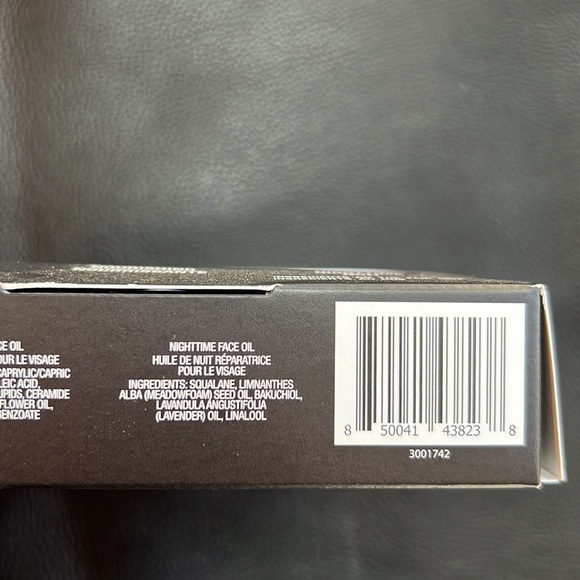 CE OIL
OUR LE VISAGE
CAPRYLIC/CAPRIC
LEIC ACID,
LIPIDS, CERAMIDE
FLOWER OIL,
BENZOATE
NIGHTTIME FACE OIL
HUILE DE NUIT RÉPARATRICE
POUR LE VISAGE
INGREDIENTS: SQUALANE, LIMNANTHES
ALBA (MEADOWFOAM) SEED OIL, BAKUCHIOL,
LAVANDULA ANGUSTIFOLIA
(LAVENDER) OIL, LINALOOL
8 50041 43823 8
3001742